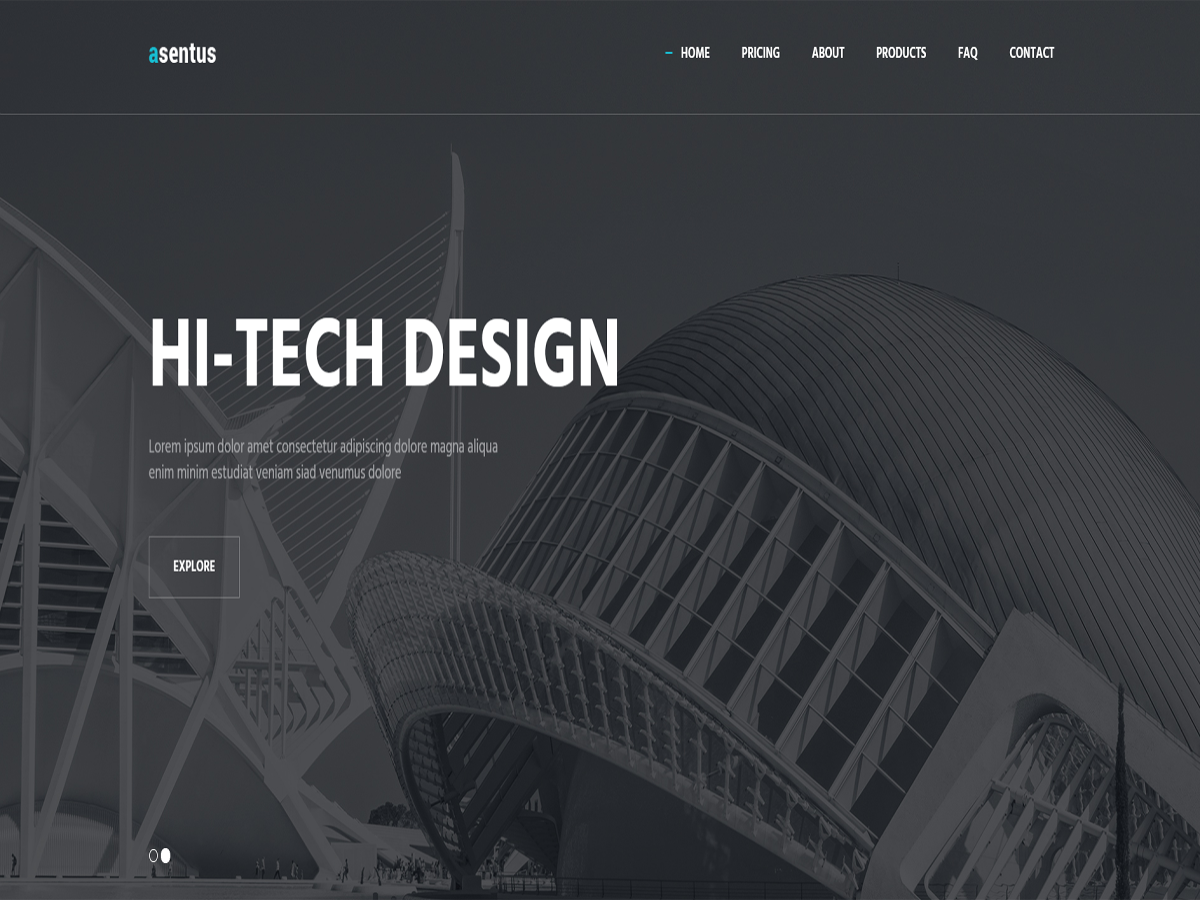 asentus
HOME PRICING ABOUT PRODUCTS FAQ CONTACT
HI-TECH DESIGN
Lorem ipsum dolor amet consectetur adipiscing dolore magna aliqua
enim minim estudiat veniam siad venumus dolore
EXPLORE